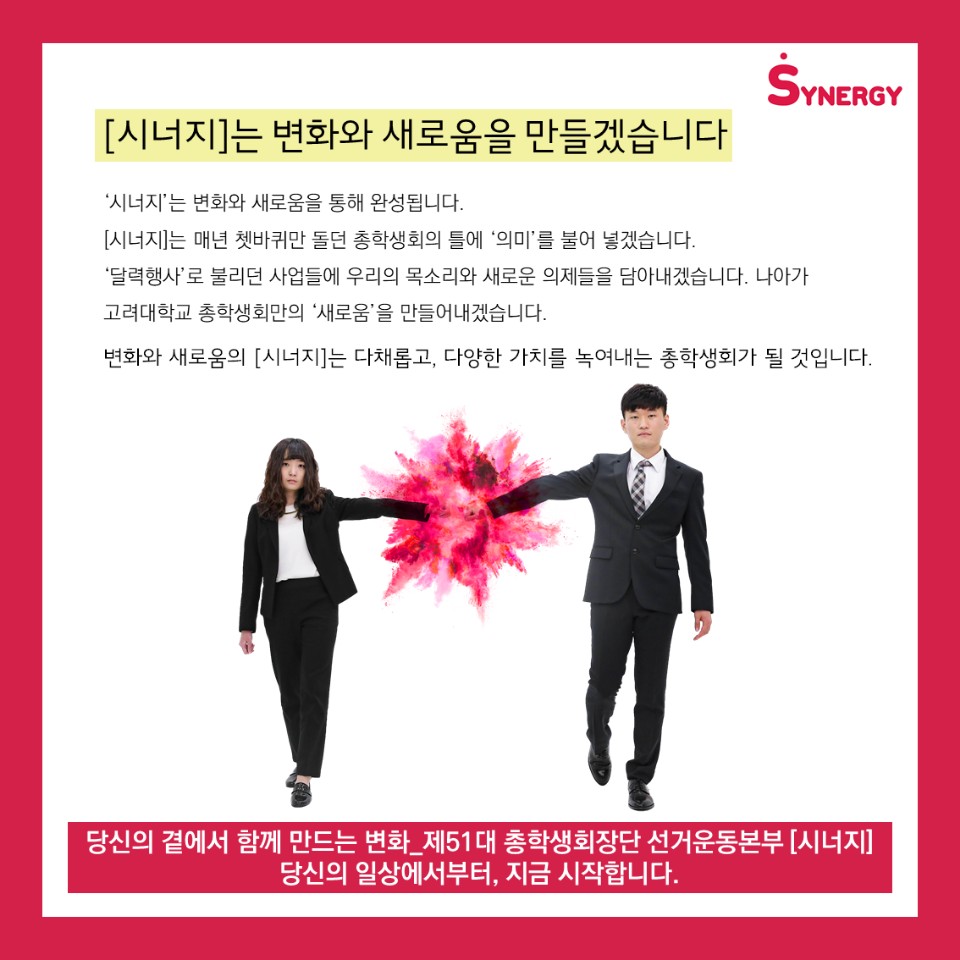 SYNERGY
[시너지]는 변화와 새로움을 만들겠습니다
‘시너지’는 변화와 새로움을 통해 완성됩니다.
[시너지]는 매년 쳇바퀴만 돌던 총학생회의 틀에 ‘의미’를 불어 넣겠습니다.
‘달력행사’로 불리던 사업들에 우리의 목소리와 새로운 의제들을 담아내겠습니다. 나아가
고려대학교 총학생회만의 ‘새로움’을 만들어내겠습니다.
변화와 새로움의 [시너지]는 다채롭고, 다양한 가치를 녹여내는 총학생회가 될 것입니다.
당신의 곁에서 함께 만드는 변화_제51대 총학생회장단 선거운동본부 [시너지]
당신의 일상에서부터, 지금 시작합니다.